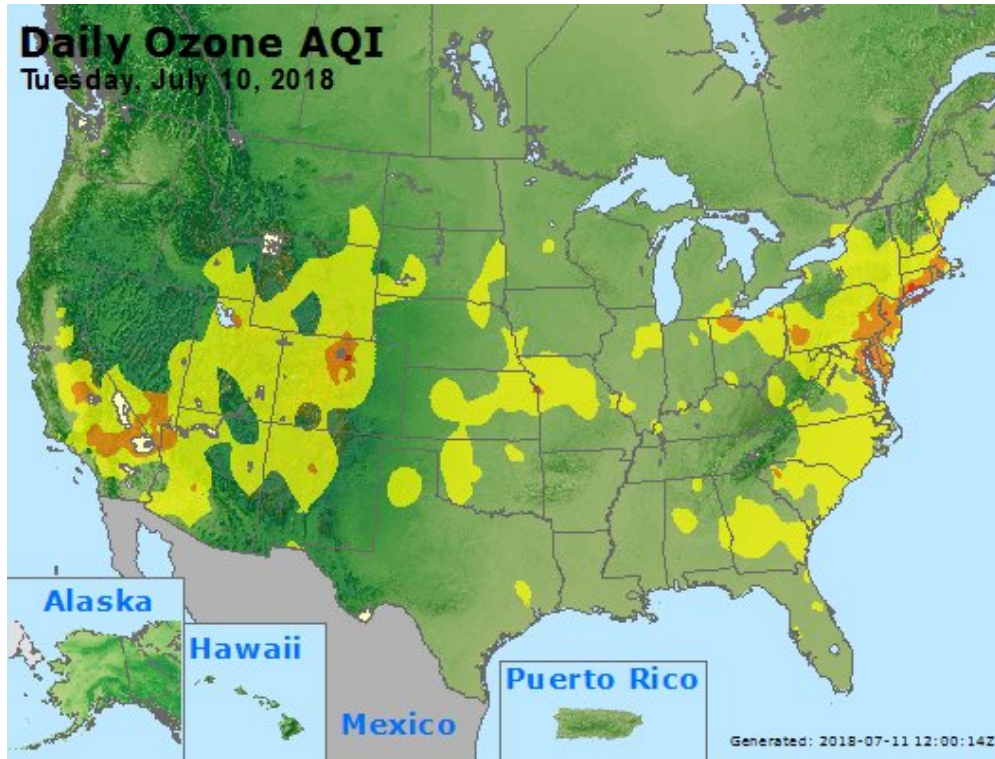 Daily Ozone AQI
Tuesday, July 10, 2018
Alaska
Hawaii
Mexico
Puerto Rico
Generated: 2018-07-11 12:00:14Z